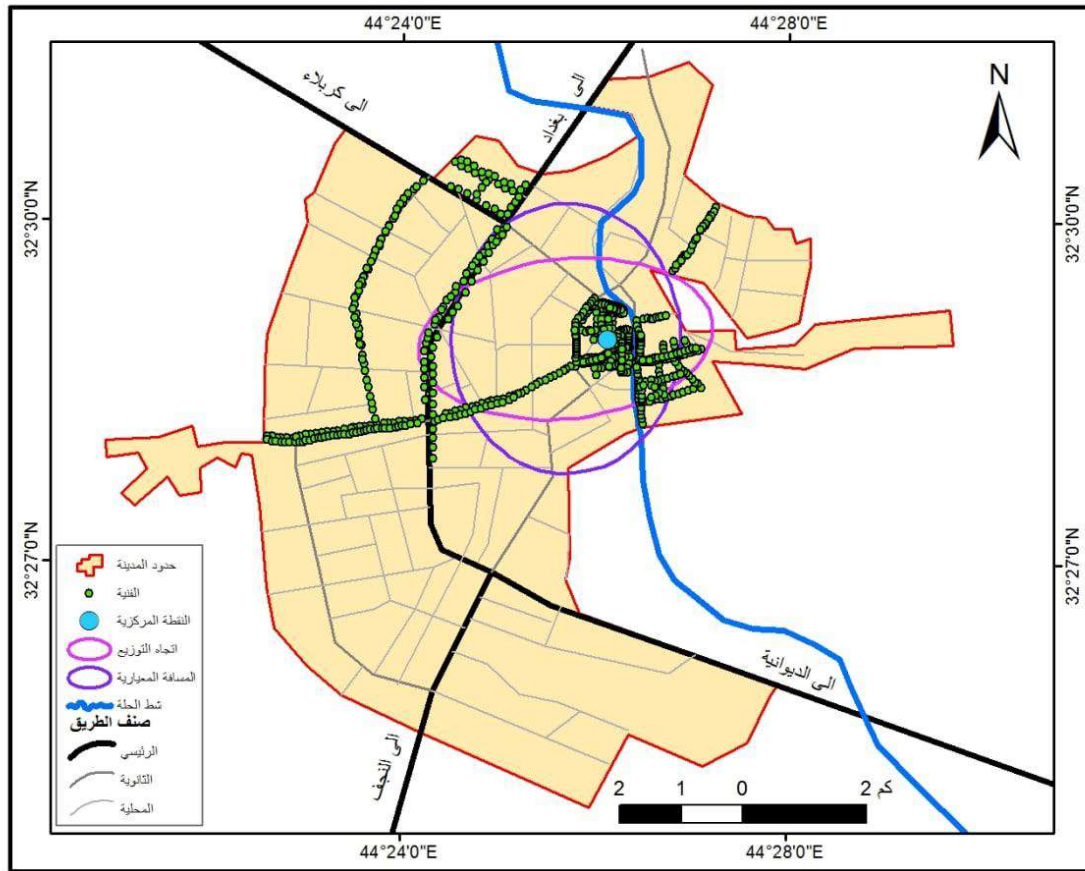 44°24'0"E
44°28'0"E
N
الى كربلاء
الى بغداد
32°30'0"N
32°30'0"N
32°27'0"N
32°27'0"N
حدود المدينة
الفنية
النقطة المركزية
اتجاه التوزيع
المسافة المعيارية
شط الحلة
صنف الطريق
الرئيسي
الثانوية
المحلية
الى الديوانية
الى النجف
2 1 0 2 كم
44°24'0"E
44°28'0"E